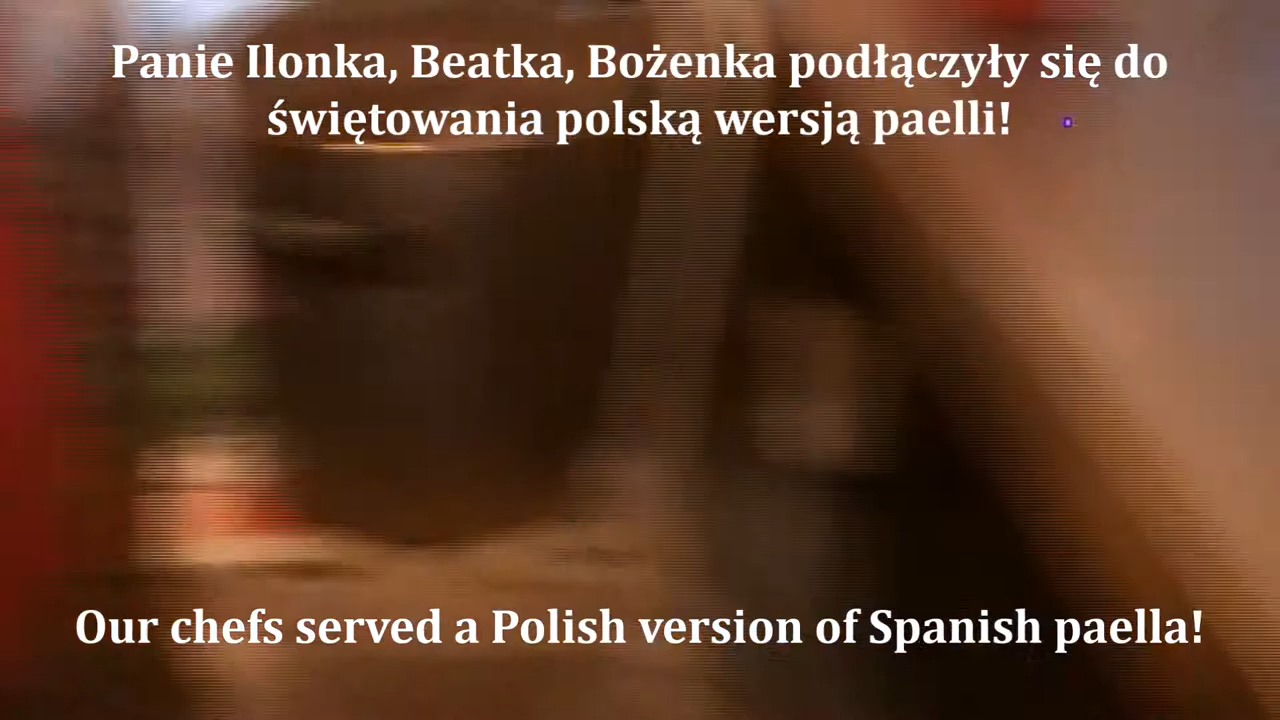 Panie Ilonka, Beatka, Bożenka podłączyły się do
świętowania polską wersją paelli!
Our chefs served a Polish version of Spanish paella!